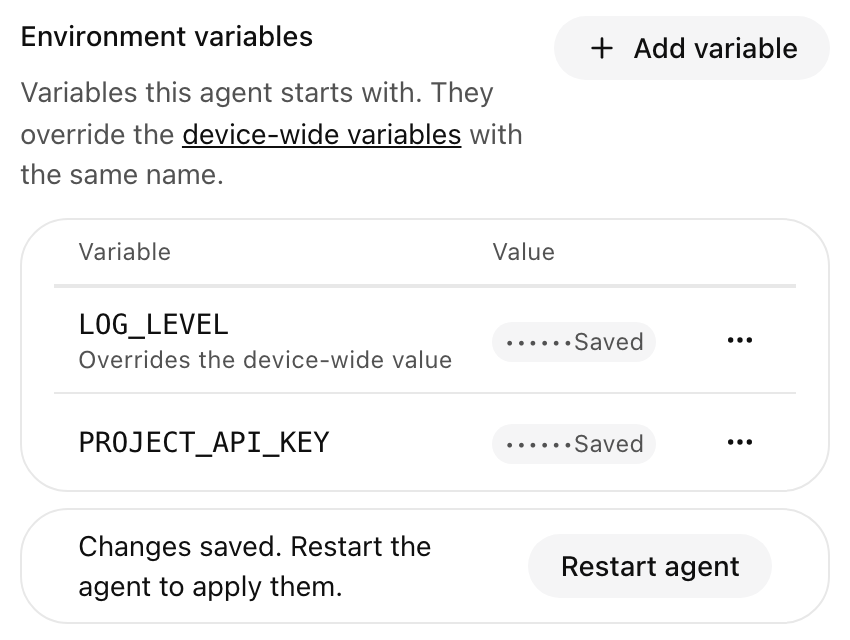 Environment variables
+ Add variable
Variables this agent starts with. They
override the device-wide variables with
the same name.
Variable Value
LOG_LEVEL
Overrides the device-wide value
••••••Saved
•••
PROJECT_API_KEY
••••••Saved
•••
Changes saved. Restart the
agent to apply them.
Restart agent